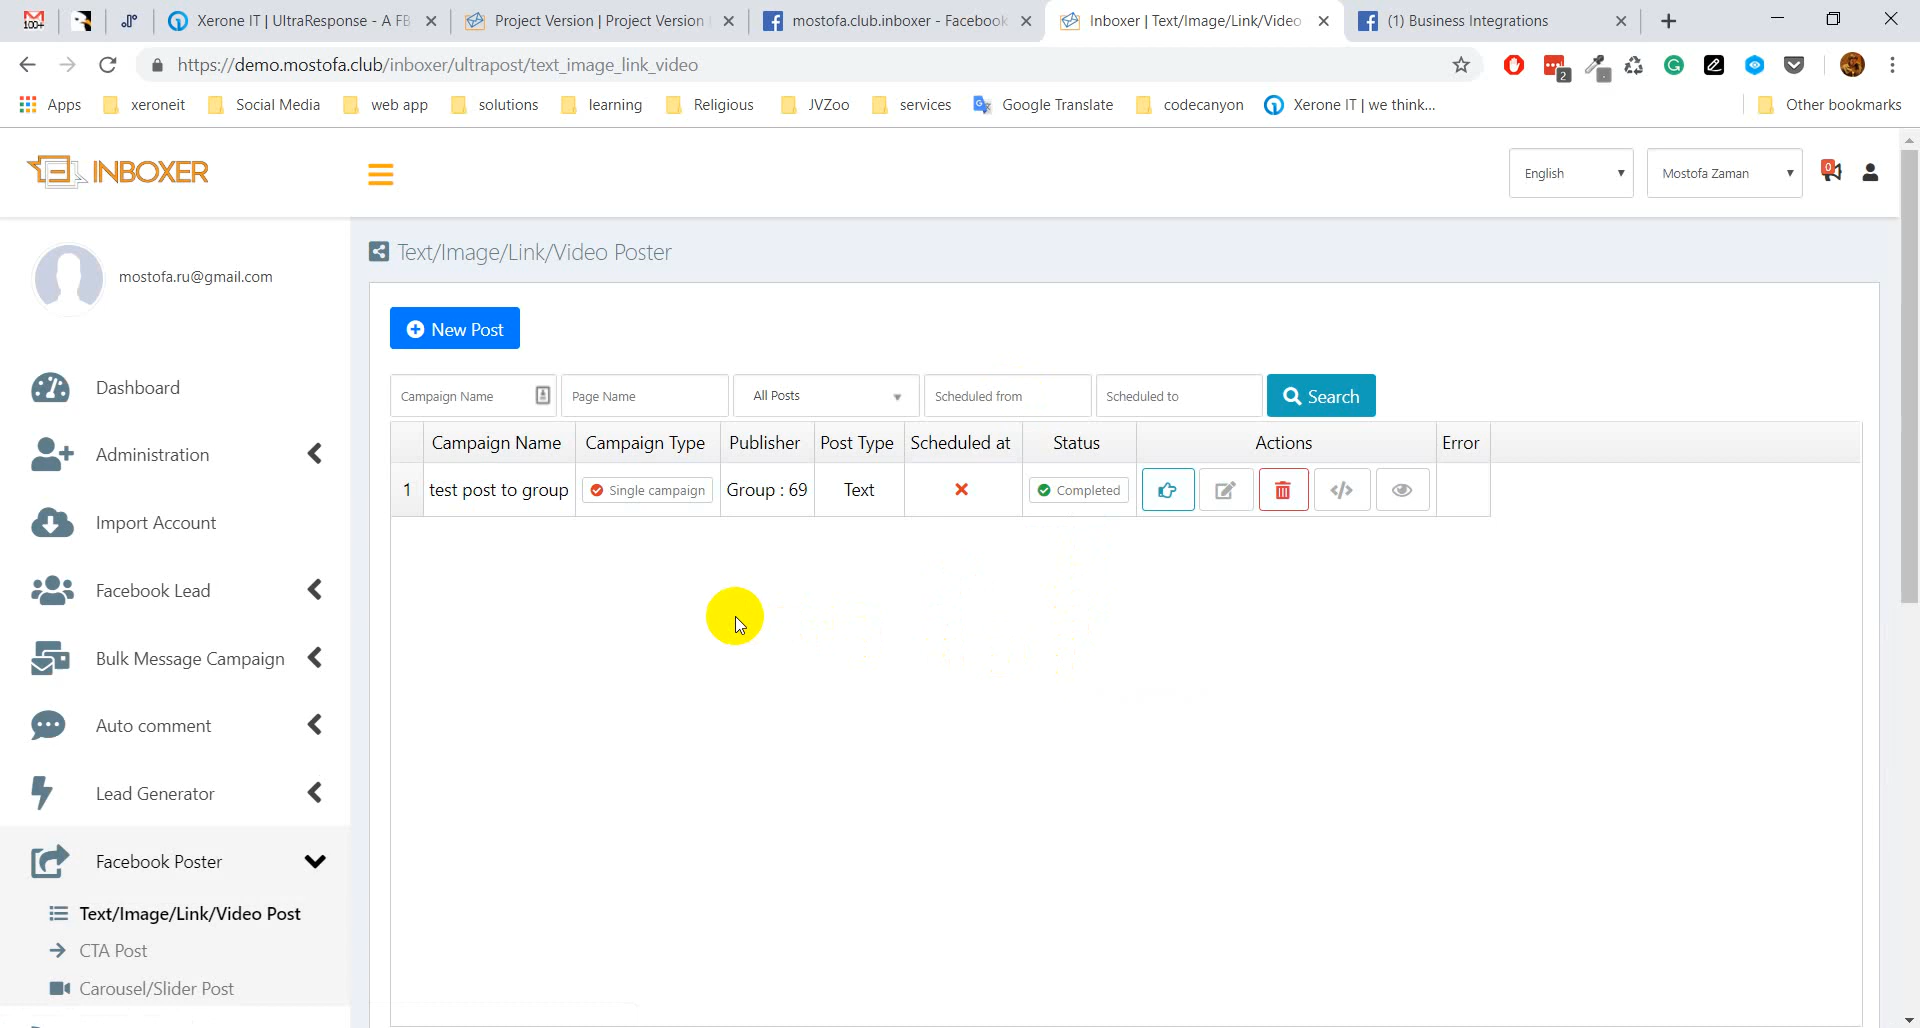 100+
Xerone IT | UltraResponse - A FB
Project Version | Project Version
mostofa.club.inboxer - Facebook
Inboxer | Text/Image/Link/Video
(1) Business Integrations
https://demo.mostofa.club/inboxer/ultrapost/text_image_link_video
2
Apps
xeroneit
Social Media
web app
solutions
learning
Religious
JVZoo
services
Google Translate
codecanyon
Xerone IT | we think...
Other bookmarks
INBOXER
English
Mostofa Zaman
0
mostofa.ru@gmail.com
Text/Image/Link/Video Poster
New Post
Campaign Name
Page Name
All Posts
Scheduled from
Scheduled to
Search
Campaign Name Campaign Type Publisher Post Type Scheduled at Status Actions Error
1 test post to group Single campaign Group : 69 Text Completed
Dashboard
Administration
Import Account
Facebook Lead
Bulk Message Campaign
Auto comment
Lead Generator
Facebook Poster
Text/Image/Link/Video Post
CTA Post
Carousel/Slider Post